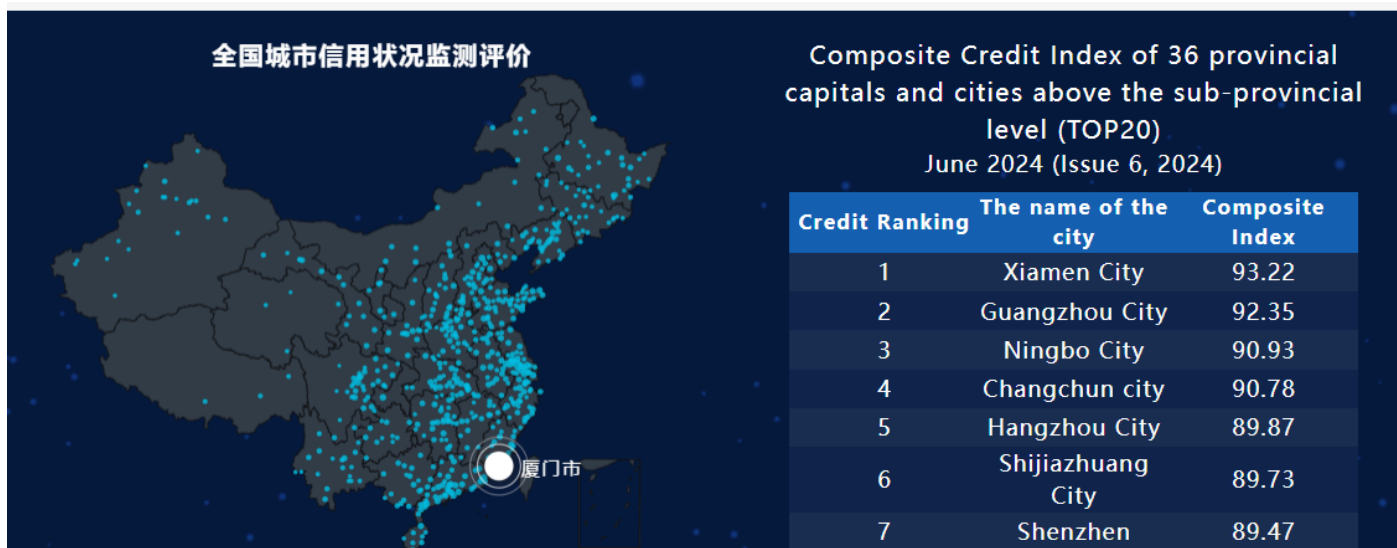 全国城市信用状况监测评价
厦门市
Composite Credit Index of 36 provincial
capitals and cities above the sub-provincial
level (TOP20)
June 2024 (Issue 6, 2024)
Credit Ranking The name of the city Composite Index
1 Xiamen City 93.22
2 Guangzhou City 92.35
3 Ningbo City 90.93
4 Changchun city 90.78
5 Hangzhou City 89.87
6 Shijiazhuang City 89.73
7 Shenzhen 89.47